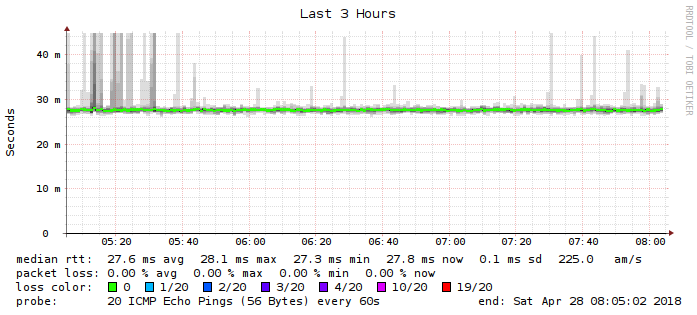 Last 3 Hours
RRDTOOL / TOBI OETIKER
Seconds
40 m
30 m
20 m
10 m
0
05:20 05:40 06:00 06:20 06:40 07:00 07:20 07:40 08:00
median rtt: 27.6 ms avg 28.1 ms max 27.3 ms min 27.8 ms now 0.1 ms sd 225.0 am/s
packet loss: 0.00 % avg 0.00 % max 0.00 % min 0.00 % now
loss color: 0 1/20 2/20 3/20 4/20 10/20 19/20
probe: 20 ICMP Echo Pings (56 Bytes) every 60s end: Sat Apr 28 08:05:02 2018